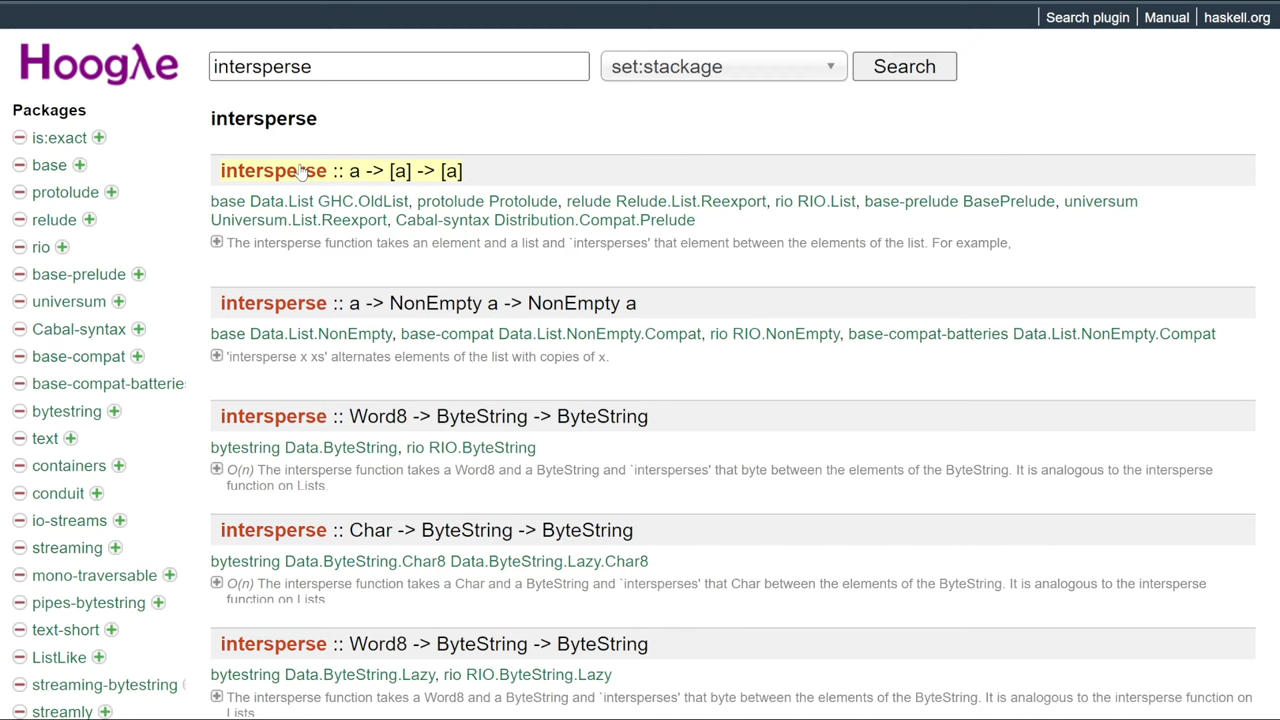 Search plugin | Manual | haskell.org
Hoogλe
intersperse
set:stackage
Search
Packages
is:exact
base
protolude
relude
rio
base-prelude
universum
Cabal-syntax
base-compat
base-compat-batterie
bytestring
text
containers
conduit
io-streams
streaming
mono-traversable
pipes-bytestring
text-short
ListLike
streaming-bytestring
streamly
intersperse
intersperse :: a -> [a] -> [a]
base Data.List GHC.OldList, protolude Protolude, relude Relude.List.Reexport, rio RIO.List, base-prelude BasePrelude, universum
Universum.List.Reexport, Cabal-syntax Distribution.Compat.Prelude
The intersperse function takes an element and a list and `intersperses' that element between the elements of the list. For example,
intersperse :: a -> NonEmpty a -> NonEmpty a
base Data.List.NonEmpty, base-compat Data.List.NonEmpty.Compat, rio RIO.NonEmpty, base-compat-batteries Data.List.NonEmpty.Compat
'intersperse x xs' alternates elements of the list with copies of x.
intersperse :: Word8 -> ByteString -> ByteString
bytestring Data.ByteString, rio RIO.ByteString
O(n) The intersperse function takes a Word8 and a ByteString and `intersperses' that byte between the elements of the ByteString. It is analogous to the intersperse
function on Lists.
intersperse :: Char -> ByteString -> ByteString
bytestring Data.ByteString.Char8 Data.ByteString.Lazy.Char8
O(n) The intersperse function takes a Char and a ByteString and `intersperses' that Char between the elements of the ByteString. It is analogous to the intersperse
function on Lists.
intersperse :: Word8 -> ByteString -> ByteString
bytestring Data.ByteString.Lazy, rio RIO.ByteString.Lazy
The intersperse function takes a Word8 and a ByteString and `intersperses' that byte between the elements of the ByteString. It is analogous to the intersperse function on
Lists.